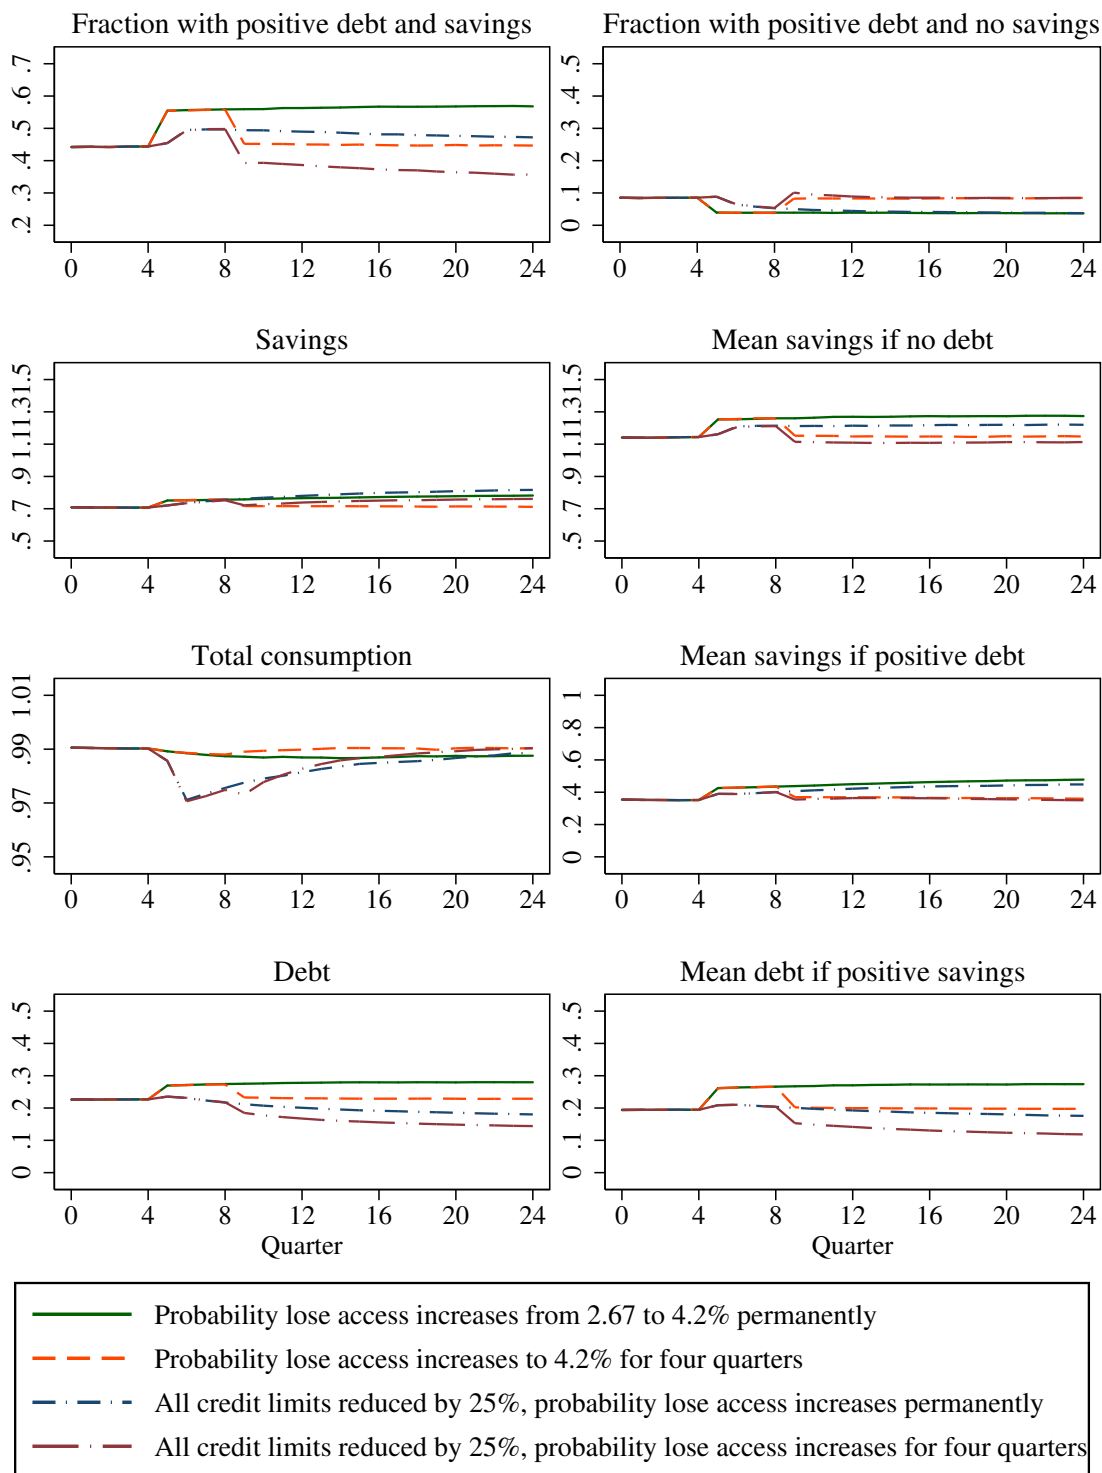 Fraction with positive debt and savings
.2 .3 .4 .5 .6 .7
0 4 8 12 16 20 24
Fraction with positive debt and no savings
0 .1 .2 .3 .4 .5
0 4 8 12 16 20 24
Savings
.5 .7 .9 1.1 1.3 1.5
0 4 8 12 16 20 24
Mean savings if no debt
.5 .7 .9 1.1 1.3 1.5
0 4 8 12 16 20 24
Total consumption
.95 .97 .99 1.01
0 4 8 12 16 20 24
Mean savings if positive debt
0 .2 .4 .6 .8 1
0 4 8 12 16 20 24
Debt
0 .1 .2 .3 .4 .5
0 4 8 12 16 20 24
Quarter
Mean debt if positive savings
0 .1 .2 .3 .4 .5
0 4 8 12 16 20 24
Quarter
Probability lose access increases from 2.67 to 4.2% permanently
Probability lose access increases to 4.2% for four quarters
All credit limits reduced by 25%, probability lose access increases permanently
All credit limits reduced by 25%, probability lose access increases for four quarters